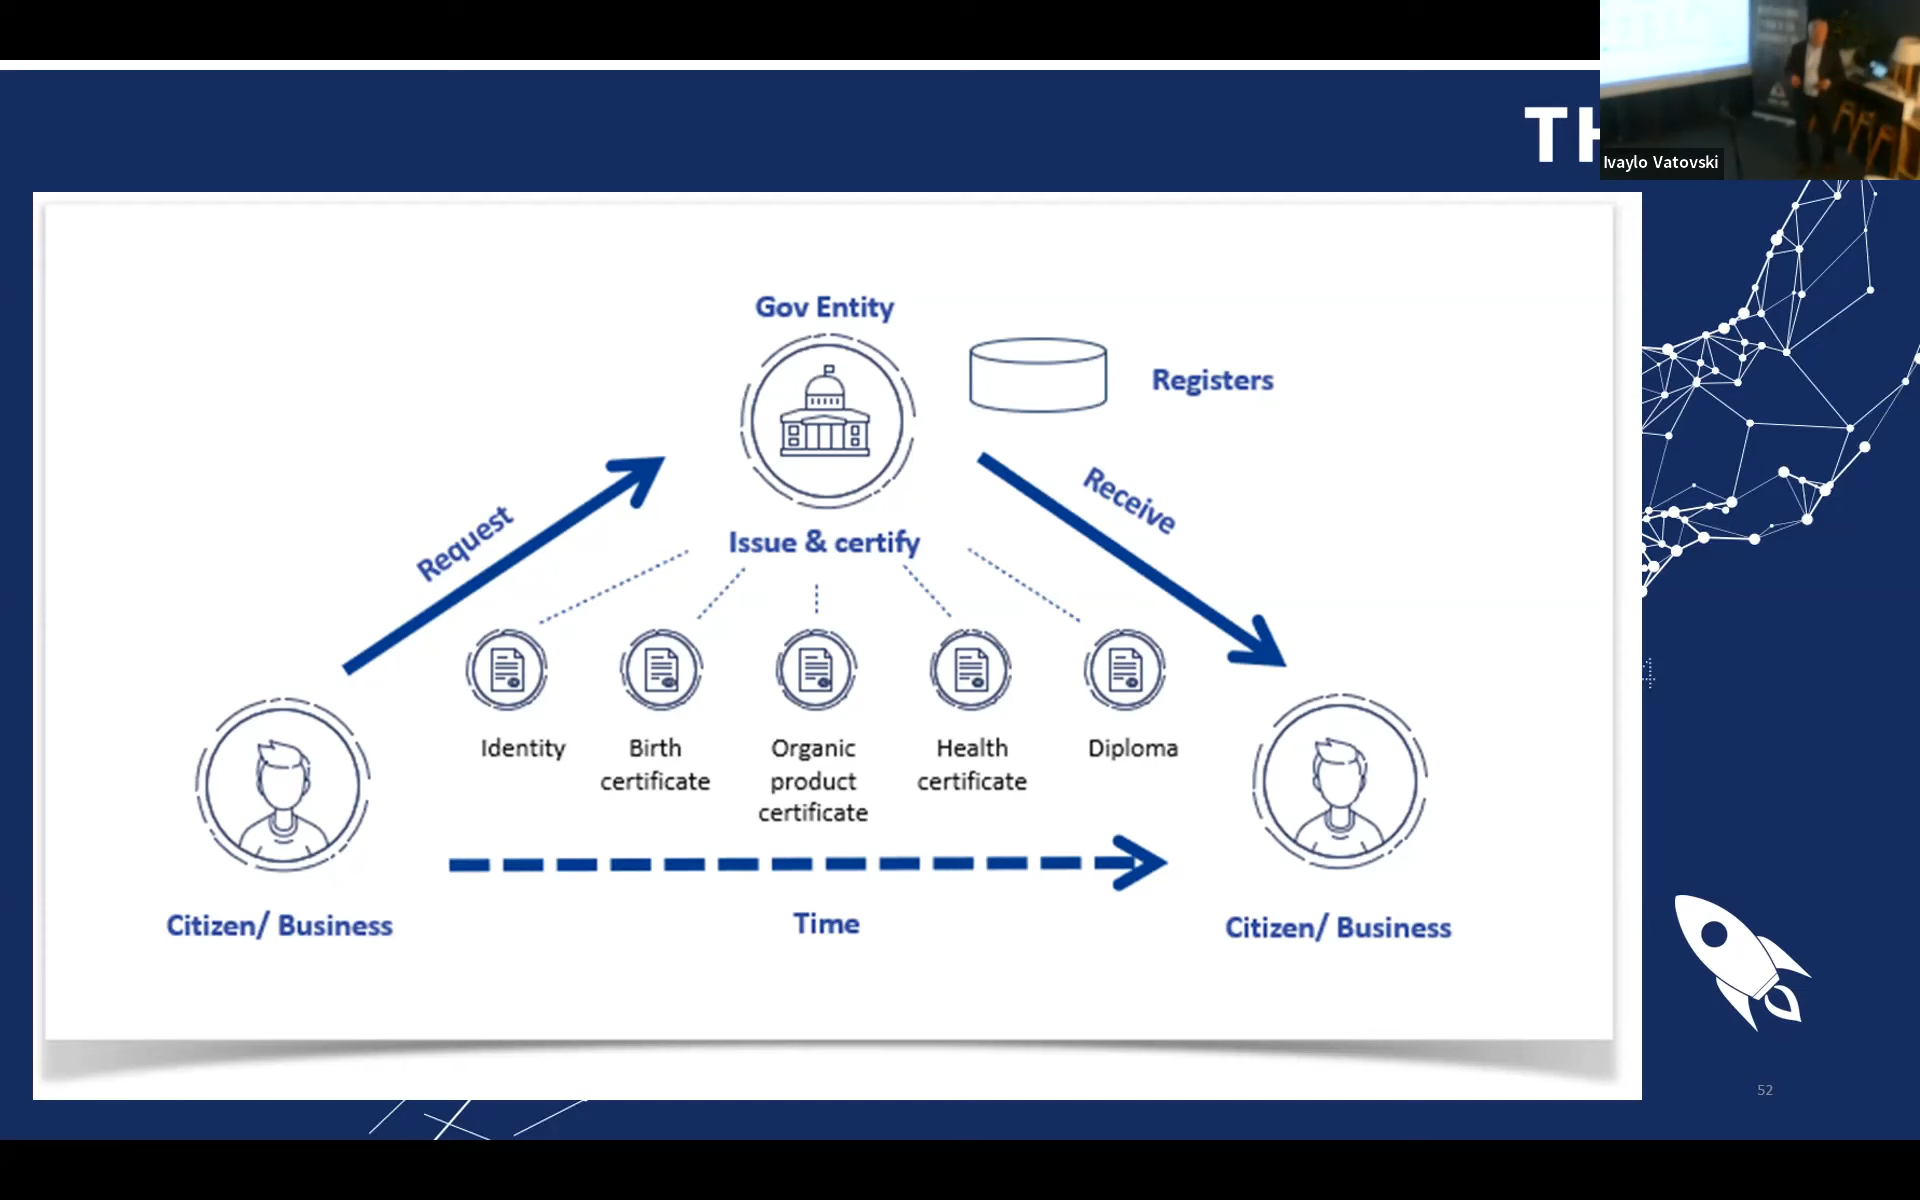 TH
Ivaylo Vatovski
Gov Entity
Registers
Request
Receive
Issue & certify
Identity
Birth
certificate
Organic
product
certificate
Health
certificate
Diploma
Time
Citizen/ Business
Citizen/ Business
52